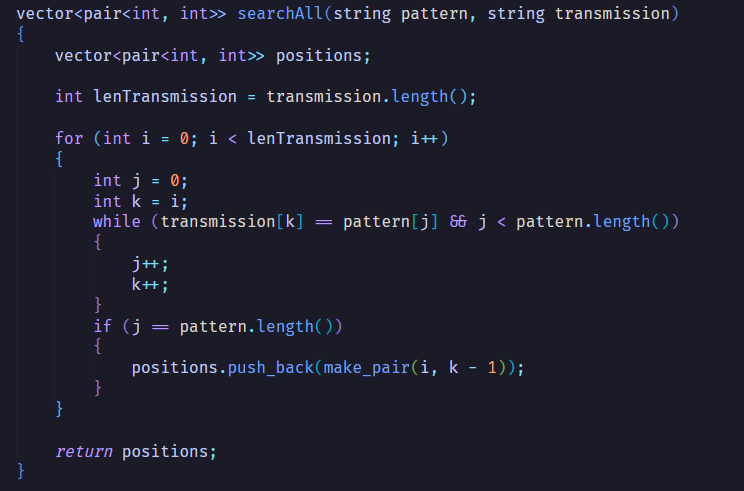 vector<pair<int, int>> searchAll(string pattern, string transmission)
{
    vector<pair<int, int>> positions;

    int lenTransmission = transmission.length();

    for (int i = 0; i < lenTransmission; i++)
    {
        int j = 0;
        int k = i;
        while (transmission[k] == pattern[j] && j < pattern.length())
        {
            j++;
            k++;
        }
        if (j == pattern.length())
        {
            positions.push_back(make_pair(i, k - 1));
        }
    }

    return positions;
}